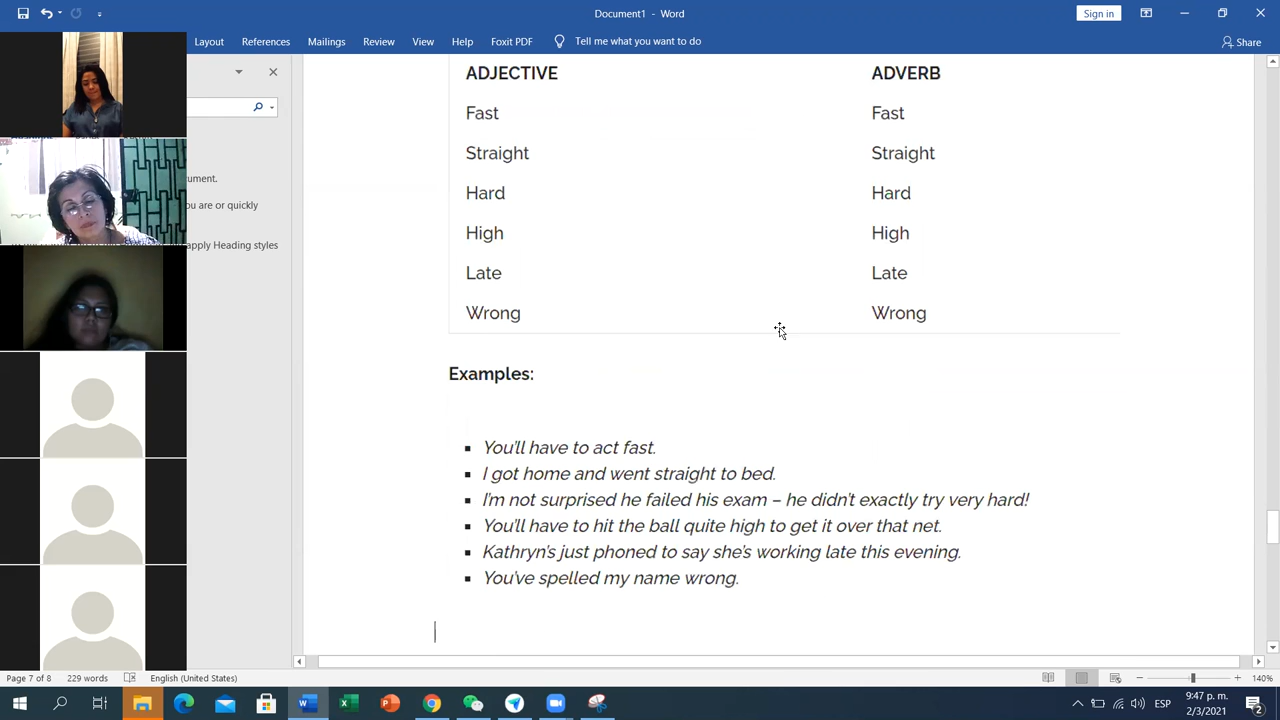 Document1 - Word
Sign in
Layout References Mailings Review View Help Foxit PDF Tell me what you want to do
Share
ument.
ou are or quickly
apply Heading styles
ADJECTIVE ADVERB
Fast Fast
Straight Straight
Hard Hard
High High
Late Late
Wrong Wrong
Examples:
You'll have to act fast.
I got home and went straight to bed.
I'm not surprised he failed his exam – he didn't exactly try very hard!
You'll have to hit the ball quite high to get it over that net.
Kathryn's just phoned to say she's working late this evening.
You've spelled my name wrong.
Page 7 of 8 229 words English (United States)
140%
ESP
9:47 p. m.
2/3/2021
2